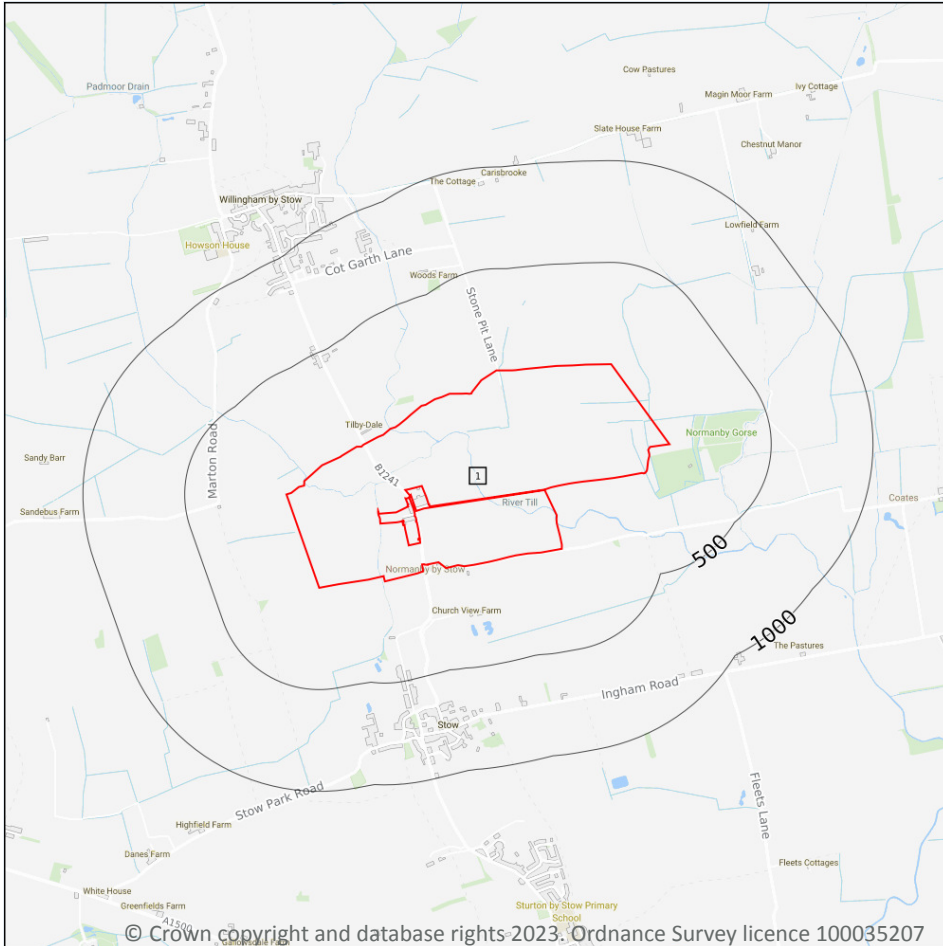 Cow Pastures
Padmoor Drain
Magin Moor Farm
Ivy Cottage
Slate House Farm
Chestnut Manor
Carisbrooke
The Cottage
Willingham by Stow
Lowfield Farm
Howson House
Cot Garth Lane
Woods Farm
Stone Pit Lane
Tilby-Dale
Normanby Gorse
Marton Road
Sandy Barr
B1241
1
Coates
River Till
Sandebus Farm
500
Normanby by Stow
Church View Farm
1000
The Pastures
Ingham Road
Stow
Stow Park Road
Fleets Lane
Highfield Farm
Danes Farm
Fleets Cottages
White House
Greenfields Farm
Sturton by Stow Primary
School
A1500
Gallowsdale Farm
© Crown copyright and database rights 2023. Ordnance Survey licence 100035207